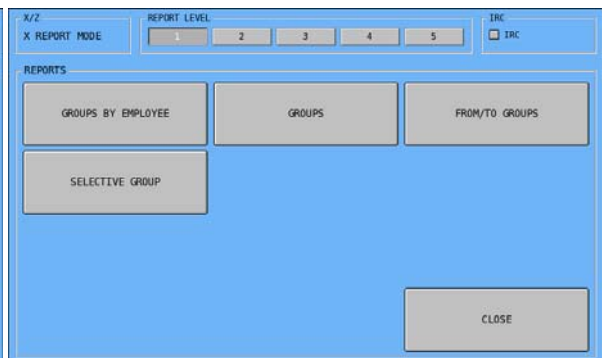 X/Z
REPORT LEVEL
IRC
X REPORT MODE
1 2 3 4 5
IRC
REPORTS
GROUPS BY EMPLOYEE
GROUPS
FROM/TO GROUPS
SELECTIVE GROUP
CLOSE